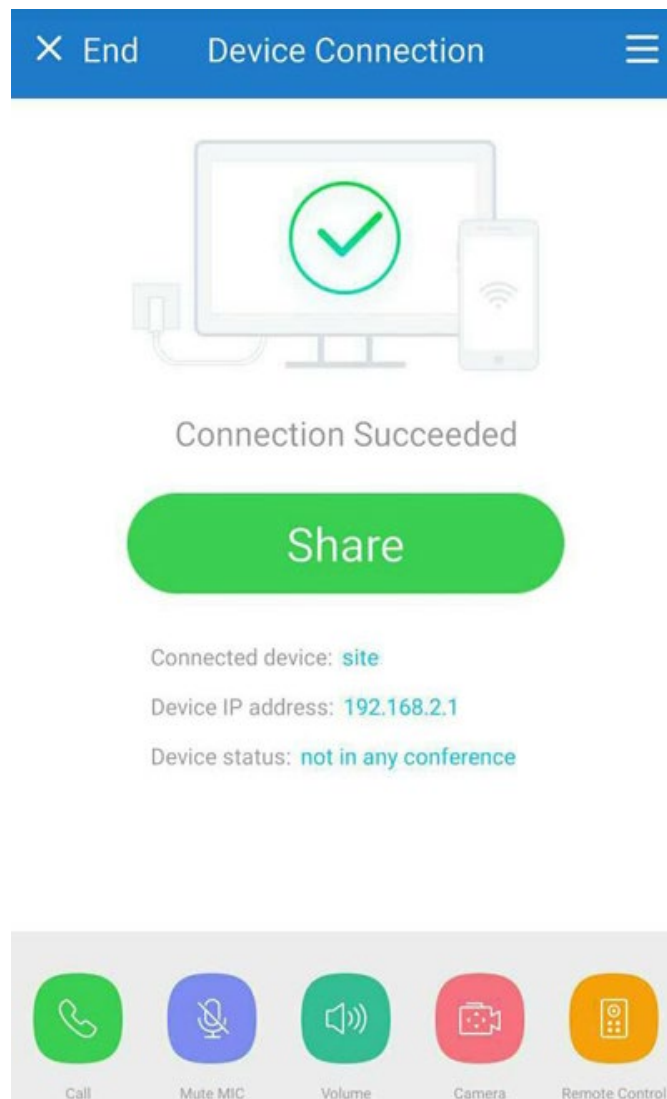 End Device Connection
Connection Succeeded
Share
Connected device: site
Device IP address: 192.168.2.1
Device status: not in any conference
Call Mute MIC Volume Camera Remote Control